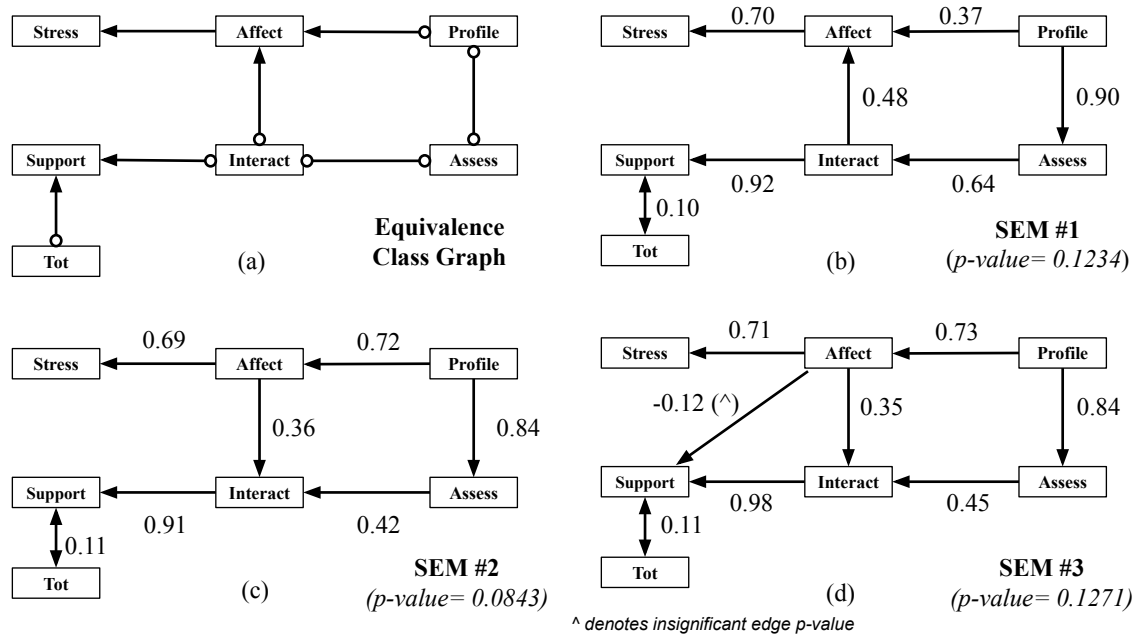 Stress
Affect
Profile
Support
Interact
Assess
Tot
(a)
Equivalence
Class Graph
0.70
0.37
Stress
Affect
Profile
0.48
0.90
Support
Interact
Assess
0.92
0.64
0.10
Tot
(b)
SEM #1
(p-value= 0.1234)
0.69
0.72
Stress
Affect
Profile
0.36
0.84
Support
Interact
Assess
0.91
0.42
0.11
Tot
(c)
SEM #2
(p-value= 0.0843)
0.71
0.73
Stress
Affect
Profile
-0.12 (^)
0.35
0.84
Support
Interact
Assess
0.98
0.45
0.11
Tot
(d)
SEM #3
(p-value= 0.1271)
^ denotes insignificant edge p-value